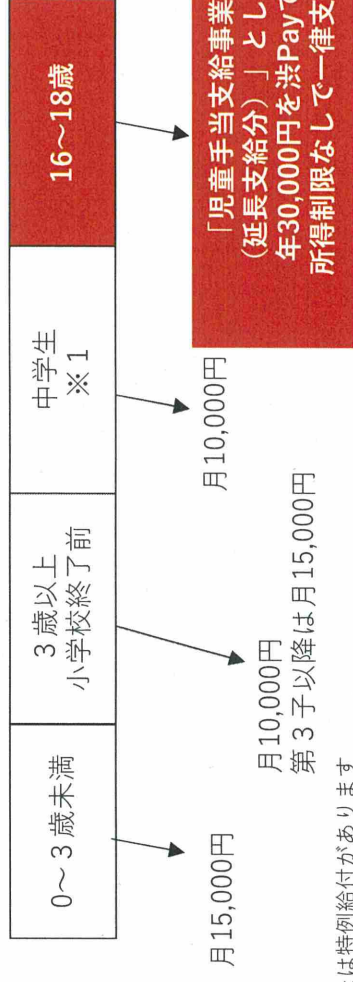 0～3歳未満
3歳以上
小学校終了前
中学生
※1
16～18歳
月15,000円
月10,000円
第3子以降は月15,000円
月10,000円
「児童手当支給事業
(延長支給分)」とし
年30,000円を渋Payで
所得制限なしで一律支
は特例給付があります